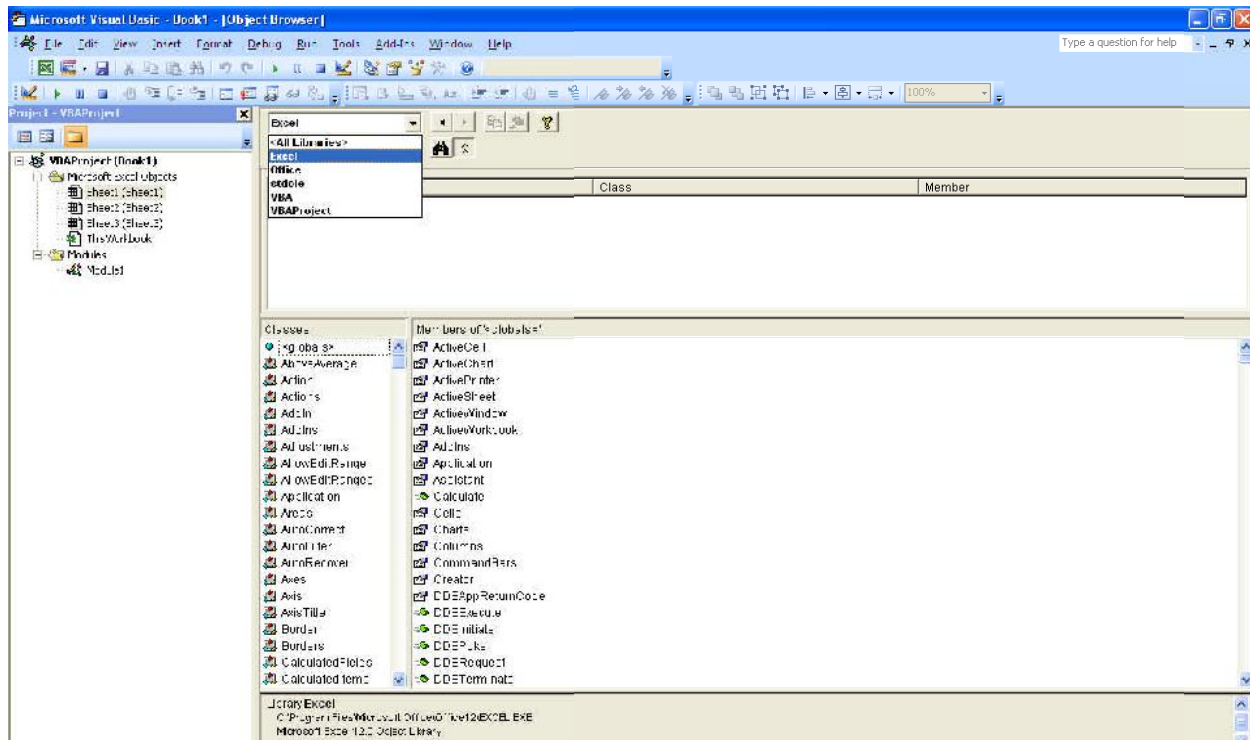 Microsoft Visual Basic - Book1 - [Object Browser]
File Edit View Insert Format Debug Run Tools Add-Ins Window Help
Type a question for help
100%
Project - VBAProject
VBAProject (Book1)
Microsoft Excel Objects
Sheet1 (Sheet1)
Sheet2 (Sheet2)
Sheet3 (Sheet3)
ThisWorkbook
Modules
Module1
Excel
<All Libraries>
Excel
Office
stdole
VBA
VBAProject
Class Member
Classes
<globals>
AboveAverage
Action
Actions
AddIn
AddIns
Adjustments
AllowEditRange
AllowEditRanges
Application
Areas
AutoCorrect
AutoFilter
AutoRecover
Axes
Axis
AxisTitle
Border
Borders
CalculatedFields
CalculatedItems
Members of '<globals>'
ActiveCell
ActiveChart
ActivePrinter
ActiveSheet
ActiveWindow
ActiveWorkbook
AddIns
Application
Assistant
Calculate
Cells
Charts
Columns
CommandBars
Creator
DDEAppReturnCode
DDEExecute
DDEInitiate
DDEPoke
DDERequest
DDETerminate
Library Excel
C:\Program Files\Microsoft Office\Office12\EXCEL.EXE
Microsoft Excel 12.0 Object Library